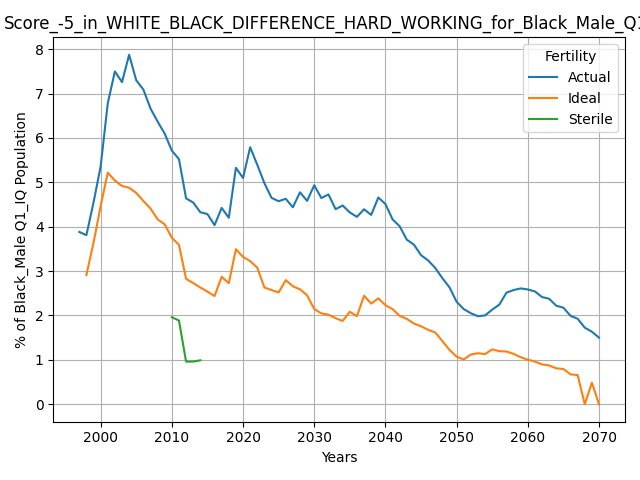 Score_-5_in_WHITE_BLACK_DIFFERENCE_HARD_WORKING_for_Black_Male_Q1
Fertility
Actual
Ideal
Sterile
% of Black_Male Q1_IQ Population
8
7
6
5
4
3
2
1
0
2000 2010 2020 2030 2040 2050 2060 2070
Years